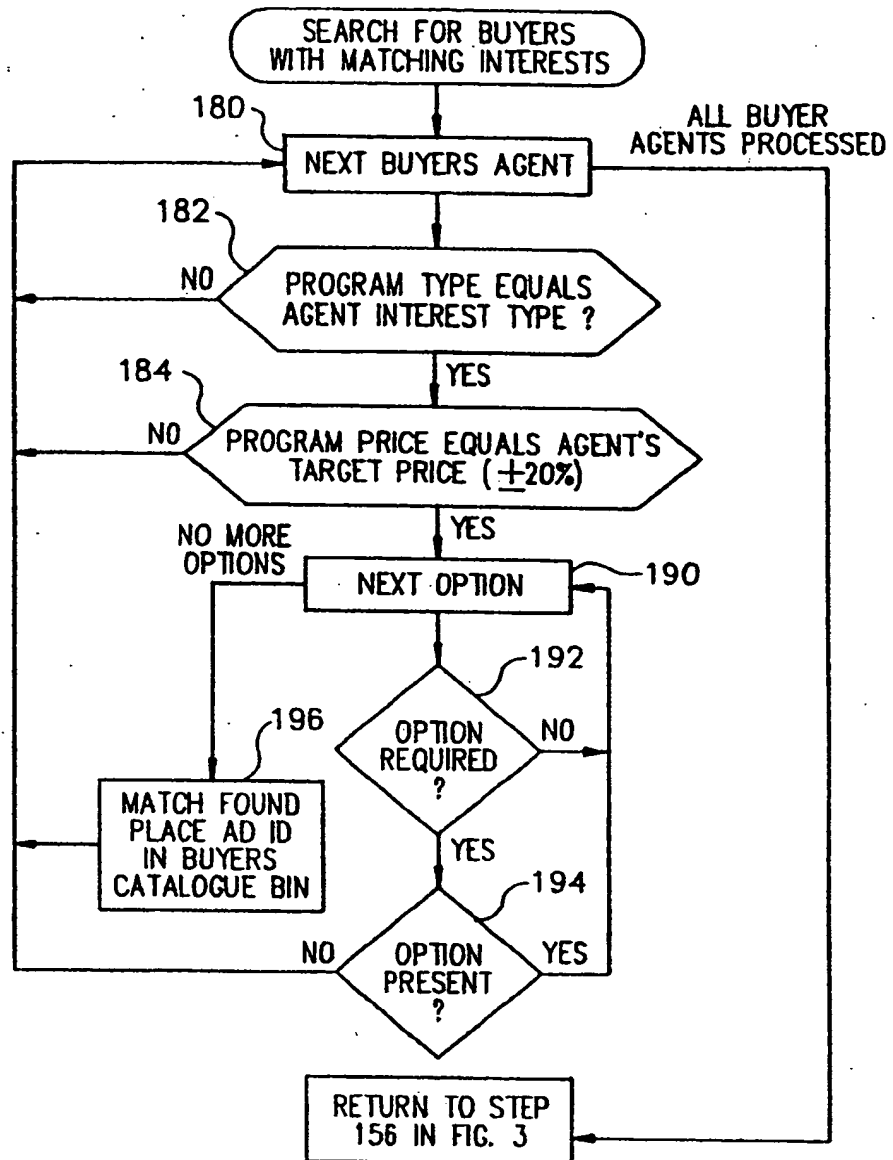 SEARCH FOR BUYERS
WITH MATCHING INTERESTS
180
ALL BUYER
AGENTS PROCESSED
NEXT BUYERS AGENT
182
NO
PROGRAM TYPE EQUALS
AGENT INTEREST TYPE ?
YES
184
NO
PROGRAM PRICE EQUALS AGENT'S
TARGET PRICE (±20%)
YES
NO MORE
OPTIONS
NEXT OPTION
190
192
OPTION
REQUIRED
?
NO
196
MATCH FOUND
PLACE AD ID
IN BUYERS
CATALOGUE BIN
YES
194
NO
OPTION
PRESENT
?
YES
RETURN TO STEP
156 IN FIG. 3